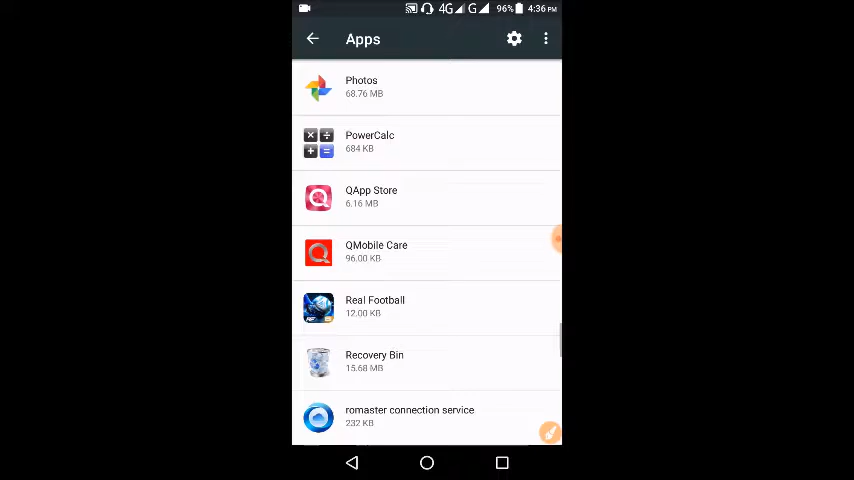 4G G 96% 4:36 PM
Apps
Photos
68.76 MB
PowerCalc
684 KB
QApp Store
6.16 MB
QMobile Care
96.00 KB
Real Football
12.00 KB
Recovery Bin
15.68 MB
romaster connection service
232 KB